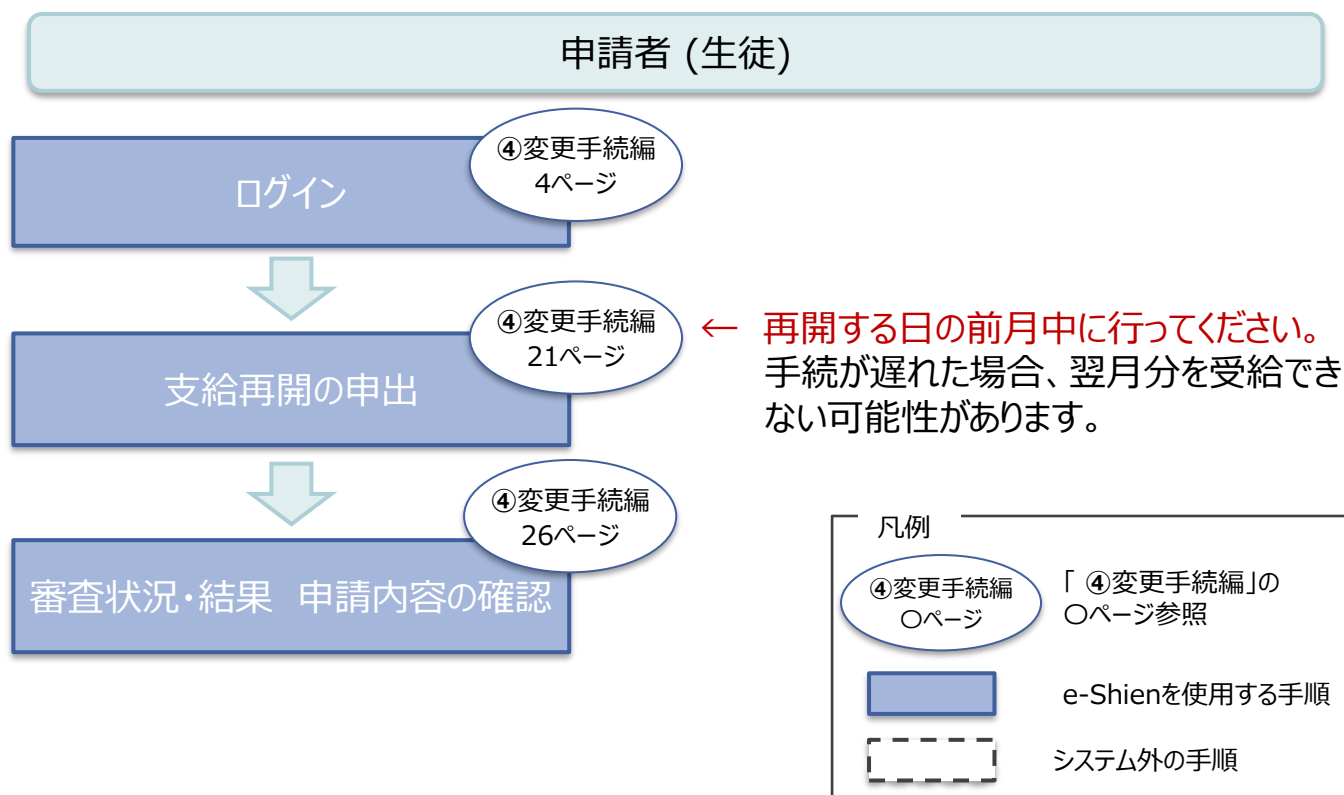 申請者 (生徒)
④変更手続編
4ページ
ログイン
④変更手続編
21ページ
支給再開の申出
← 再開する日の前月中に行ってください。
手続が遅れた場合、翌月分を受給でき
ない可能性があります。
④変更手続編
26ページ
審査状況・結果 申請内容の確認
凡例
④変更手続編
〇ページ
「 ④変更手続編」の
〇ページ参照
e-Shienを使用する手順
システム外の手順